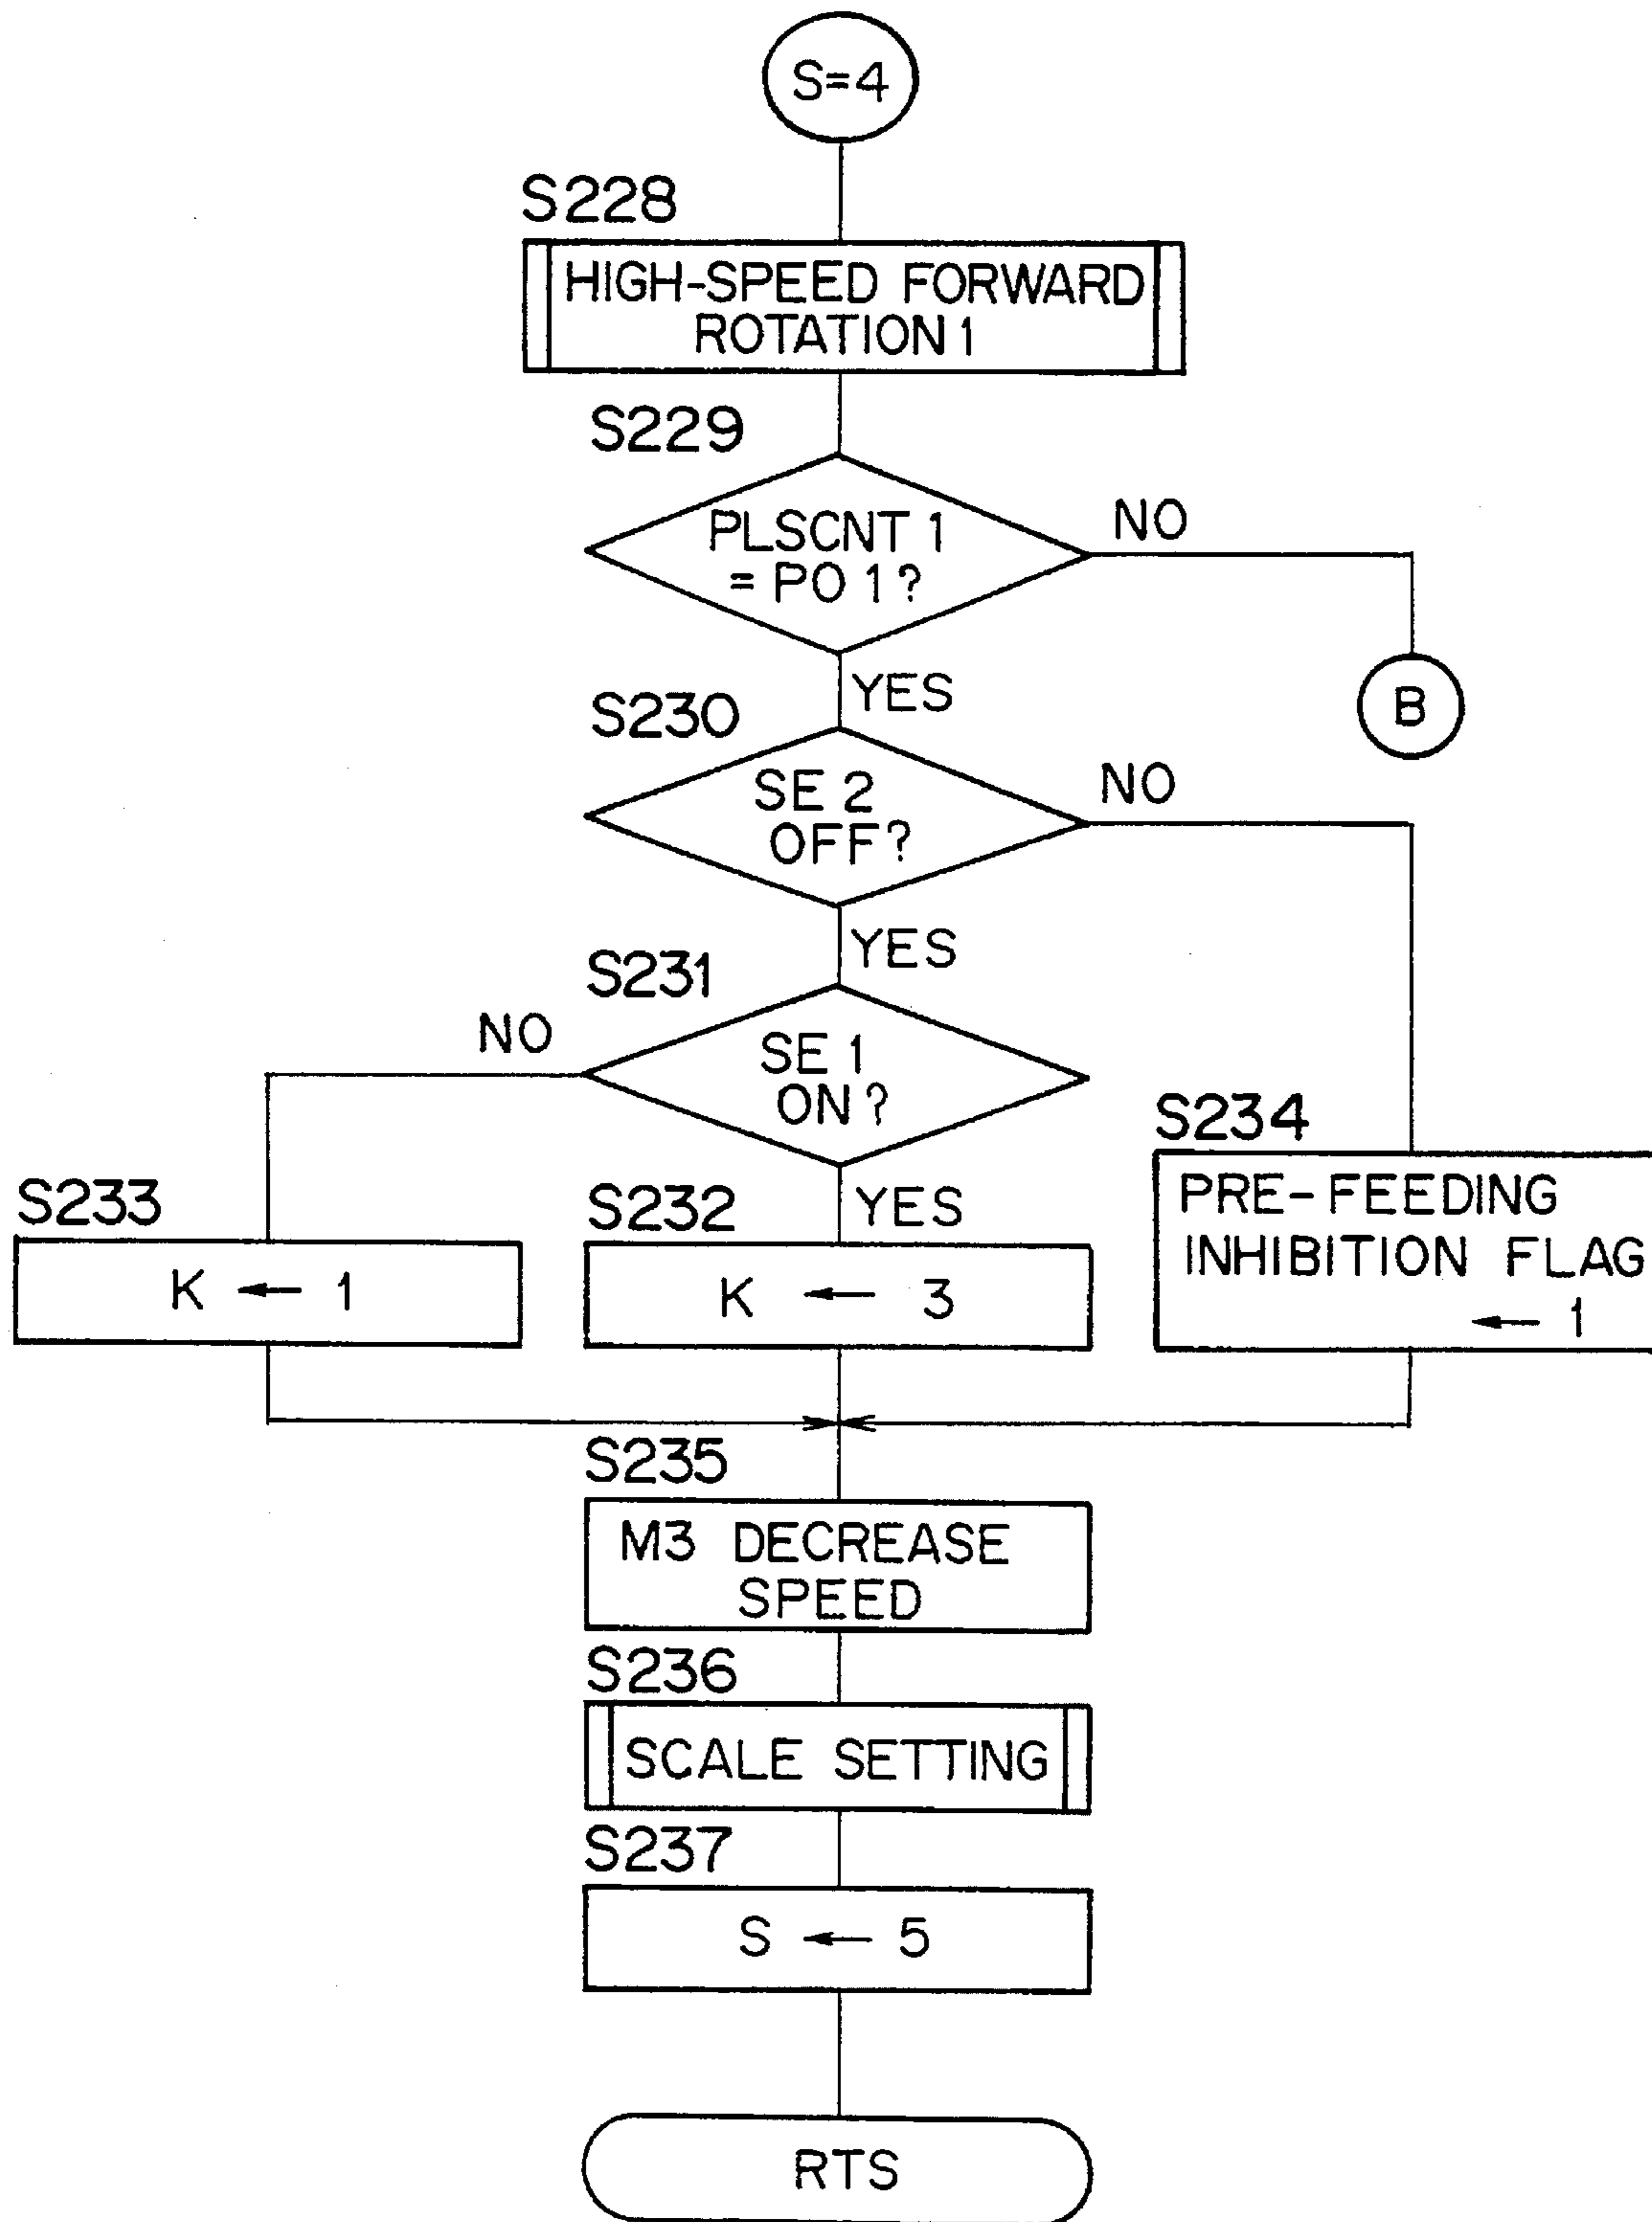 S=4
S228
HIGH-SPEED FORWARD
ROTATION 1
S229
PLSCNT 1
= PO 1?
NO
YES
B
S230
SE 2
OFF?
NO
YES
S231
NO
SE 1
ON?
YES
S234
PRE-FEEDING
INHIBITION FLAG
← 1
S233
K ← 1
S232
K ← 3
S235
M3 DECREASE
SPEED
S236
SCALE SETTING
S237
S ← 5
RTS